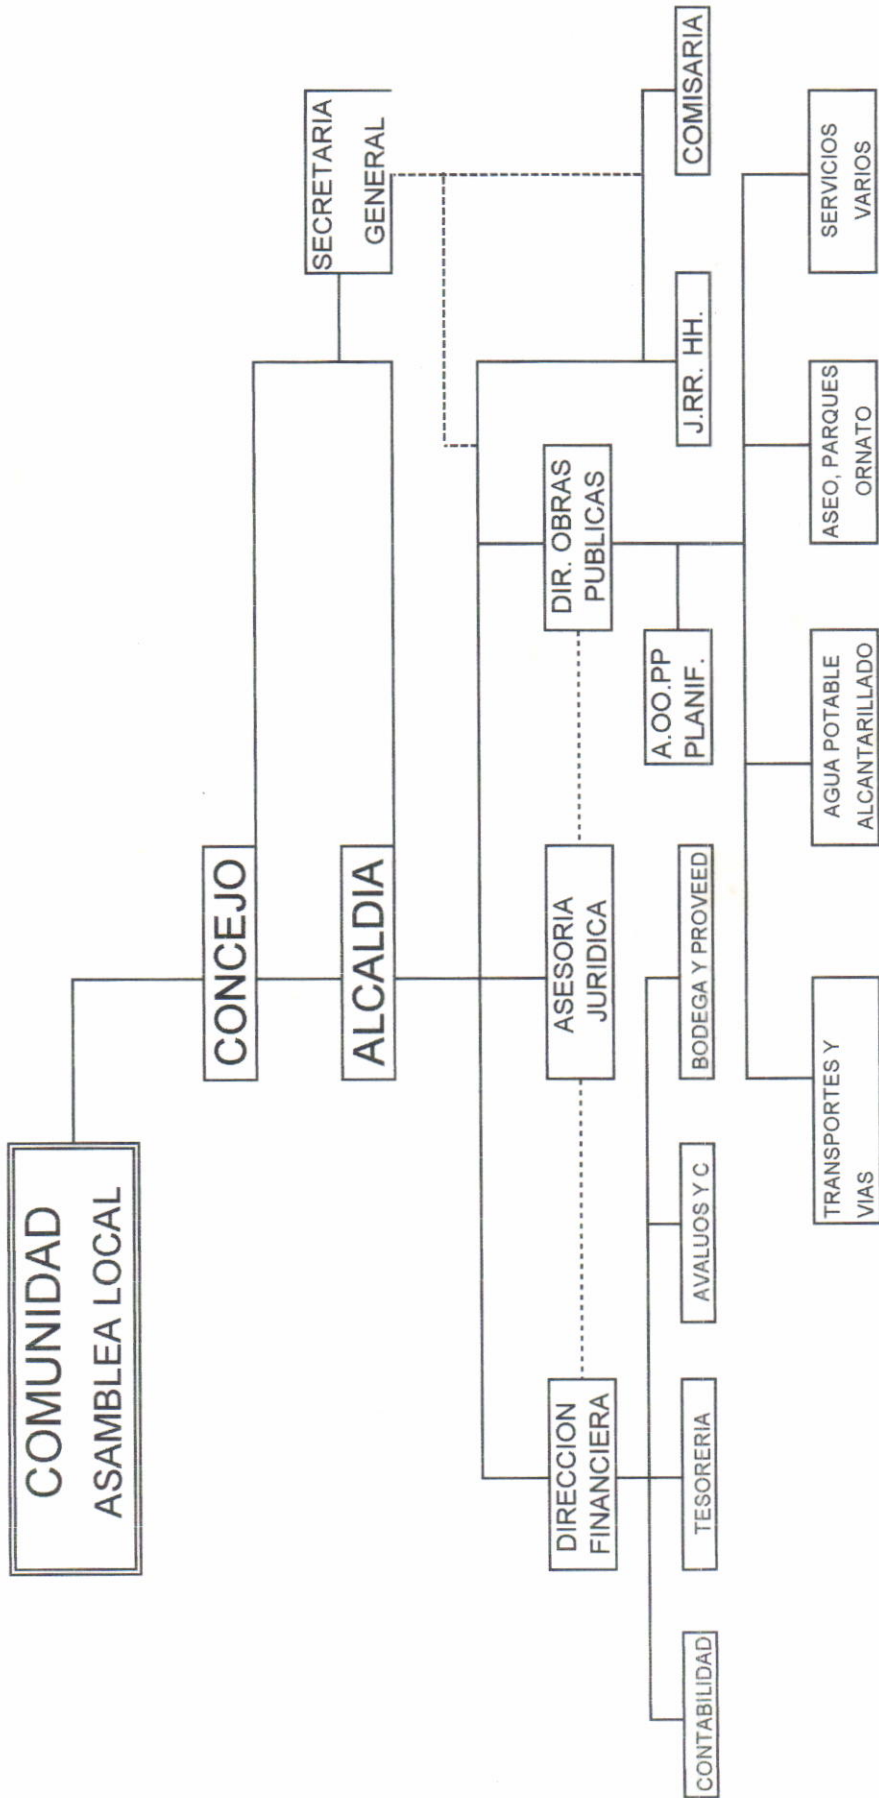 COMUNIDAD
ASAMBLEA LOCAL
CONCEJO
SECRETARIA
GENERAL
ALCALDIA
DIRECCION
FINANCIERA
ASESORIA
JURIDICA
DIR. OBRAS
PUBLICAS
A.OO.PP
PLANIF.
J.RR. HH.
COMISARIA
CONTABILIDAD
TESORERIA
AVALUOS Y C
BODEGA Y PROVEED
TRANSPORTES Y
VIAS
AGUA POTABLE
ALCANTARILLADO
ASEO, PARQUES
ORNATO
SERVICIOS
VARIOS